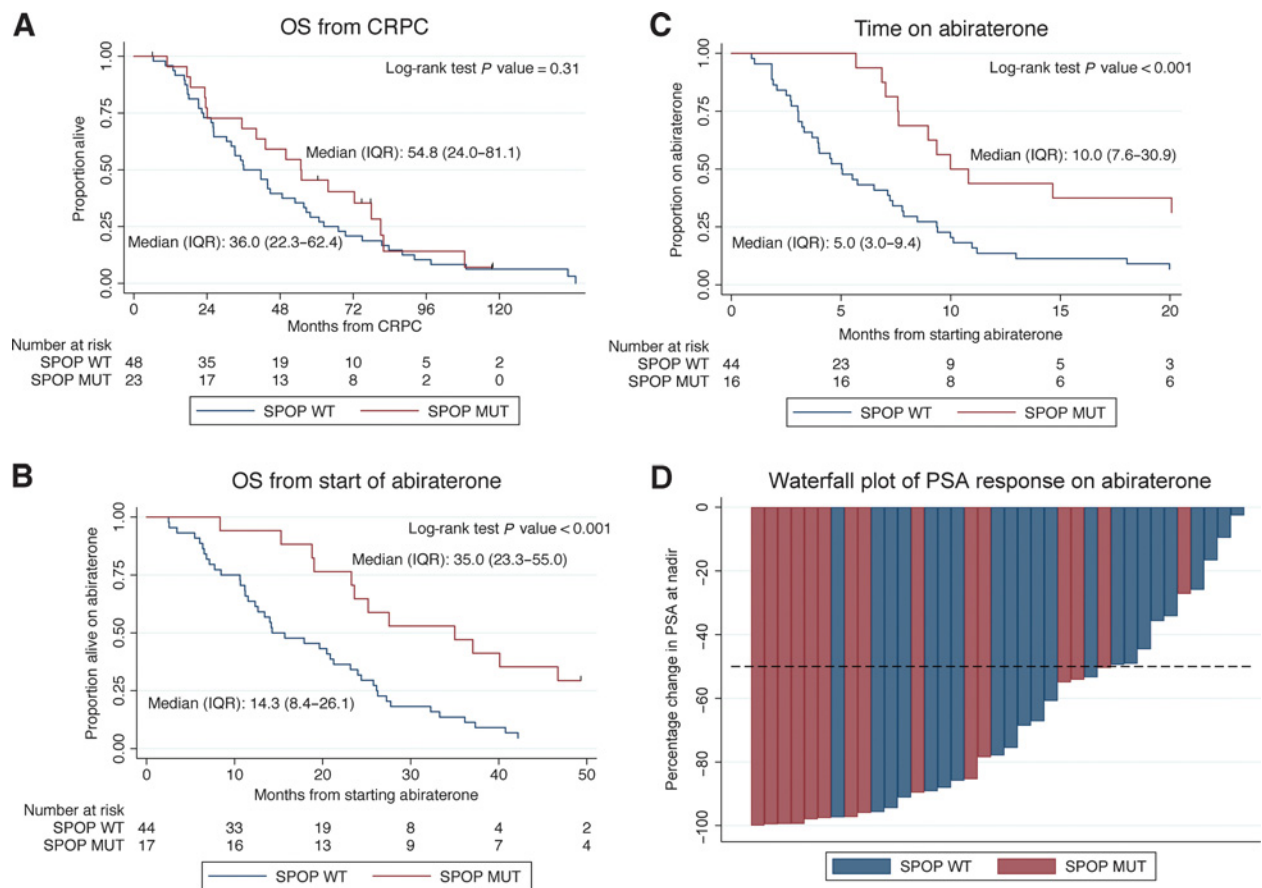 A
OS from CRPC
Log-rank test P value = 0.31
Median (IQR): 54.8 (24.0–81.1)
Median (IQR): 36.0 (22.3–62.4)
Proportion alive
1.00
0.75
0.50
0.25
0.00
0 24 48 72 96 120
Months from CRPC
Number at risk
SPOP WT 48 35 19 10 5 2
SPOP MUT 23 17 13 8 2 0
SPOP WT SPOP MUT
C
Time on abiraterone
Log-rank test P value < 0.001
Median (IQR): 10.0 (7.6–30.9)
Median (IQR): 5.0 (3.0–9.4)
Proportion on abiraterone
1.00
0.75
0.50
0.25
0.00
0 5 10 15 20
Months from starting abiraterone
Number at risk
SPOP WT 44 23 9 5 3
SPOP MUT 16 16 8 6 6
SPOP WT SPOP MUT
B
OS from start of abiraterone
Log-rank test P value < 0.001
Median (IQR): 35.0 (23.3–55.0)
Median (IQR): 14.3 (8.4–26.1)
Proportion alive on abiraterone
1.00
0.75
0.50
0.25
0.00
0 10 20 30 40 50
Months from starting abiraterone
Number at risk
SPOP WT 44 33 19 8 4 2
SPOP MUT 17 16 13 9 7 4
SPOP WT SPOP MUT
D
Waterfall plot of PSA response on abiraterone
Percentage change in PSA at nadir
0
−20
−40
−60
−80
−100
SPOP WT SPOP MUT